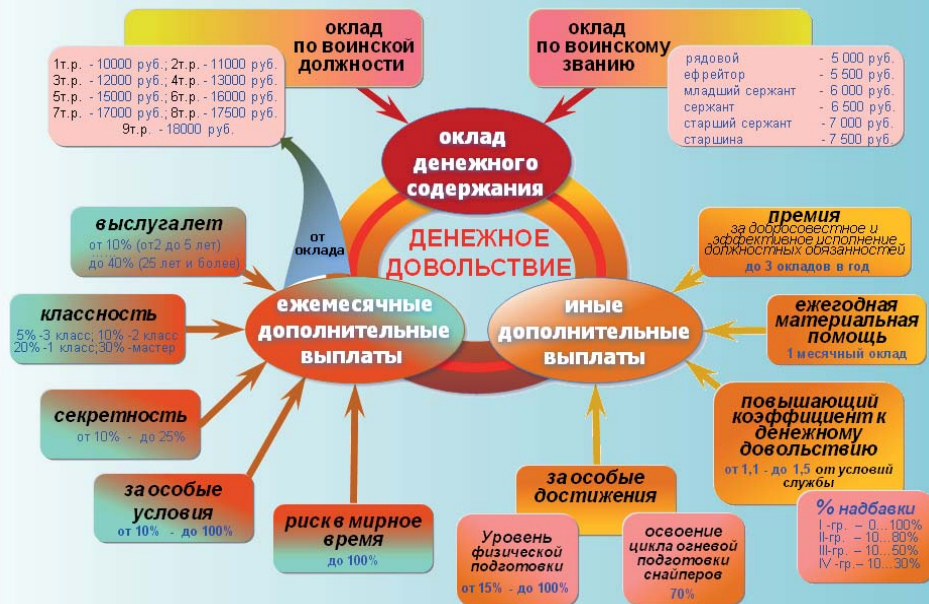 оклад
по воинской
должности
оклад
по воинскому
званию
1т.р. - 10000 руб.; 2т.р. - 11000 руб.
3т.р. - 12000 руб.; 4т.р. - 13000 руб.
5т.р. - 15000 руб.; 6т.р. - 16000 руб.
7т.р. - 17000 руб.; 8т.р. - 17500 руб.
9т.р. - 18000 руб.
рядовой - 5 000 руб.
ефрейтор - 5 500 руб.
младший сержант - 6 000 руб.
сержант - 6 500 руб.
старший сержант - 7 000 руб.
старшина - 7 500 руб.
оклад
денежного
содержания
от
оклада
ДЕНЕЖНОЕ
ДОВОЛЬСТВИЕ
выслуга лет
от 10% (от2 до 5 лет)
......
до 40% (25 лет и более)
премия
за добросовестное и
эффективное исполнение
должностных обязанностей
до 3 окладов в год
ежемесячные
дополнительные
выплаты
иные
дополнительные
выплаты
классность
5% -3 класс; 10% -2 класс
20% -1 класс;30% -мастер
ежегодная
материальная
помощь
1 месячный оклад
секретность
от 10% - до 25%
повышающий
коэффициент к
денежному
довольствию
от 1,1 - до 1,5 от условий
службы
за особые
условия
от 10% - до 100%
риск в мирное
время
до 100%
за особые
достижения
Уровень
физической
подготовки
от 15% - до 100%
освоение
цикла огневой
подготовки
снайперов
70%
% надбавки
I -гр. – 0...100%
II-гр. – 10...80%
III-гр. – 10...50%
IV -гр. – 10...30%